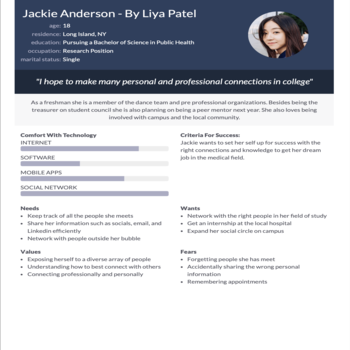 Jackie Anderson - By Liya Patel
age: 18
residence: Long Island, NY
education: Pursuing a Bachelor of Science in Public Health
occupation: Research Position
marital status: Single
"I hope to make many personal and professional connections in college"
As a freshman she is a member of the dance team and pre professional organizations. Besides being the
treasurer on student council she is also planning on being a peer mentor next year. She also loves being
involved with campus and the local community.
Comfort With Technology
INTERNET
SOFTWARE
MOBILE APPS
SOCIAL NETWORK
Criteria For Success:
Jackie wants to set her self up for success with the
right connections and knowledge to get her dream
job in the medical field.
Needs
Keep track of all the people she meets
Share her information such as socials, email, and
Linkedin efficiently
Network with people outside her bubble
Wants
Network with the right people in her field of study
Get an internship at the local hospital
Expand her social circle on campus
Values
Exposing herself to a diverse array of people
Understanding how to best connect with others
Connecting professionally and personally
Fears
Forgetting people she has meet
Accidentally sharing the wrong personal
information
Remembering appointments